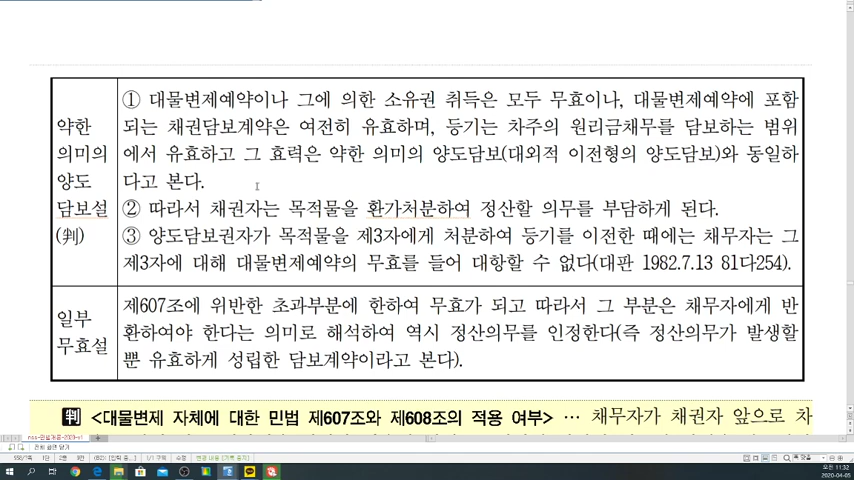 약한
의미의
양도
담보설
(判)
① 대물변제예약이나 그에 의한 소유권 취득은 모두 무효이나, 대물변제예약에 포함
되는 채권담보계약은 여전히 유효하며, 등기는 차주의 원리금채무를 담보하는 범위
에서 유효하고 그 효력은 약한 의미의 양도담보(대외적 이전형의 양도담보)와 동일하
다고 본다.
② 따라서 채권자는 목적물을 환가처분하여 정산할 의무를 부담하게 된다.
③ 양도담보권자가 목적물을 제3자에게 처분하여 등기를 이전한 때에는 채무자는 그
제3자에 대해 대물변제예약의 무효를 들어 대항할 수 없다(대판 1982.7.13 81다254).
일부
무효설
제607조에 위반한 초과부분에 한하여 무효가 되고 따라서 그 부분은 채무자에게 반
환하여야 한다는 의미로 해석하여 역시 정산의무를 인정한다(즉 정산의무가 발생할
뿐 유효하게 성립한 담보계약이라고 본다).
判 <대물변제 자체에 대한 민법 제607조와 제608조의 적용 여부> … 채무자가 채권자 앞으로 차
오전 11:32
2020-04-05